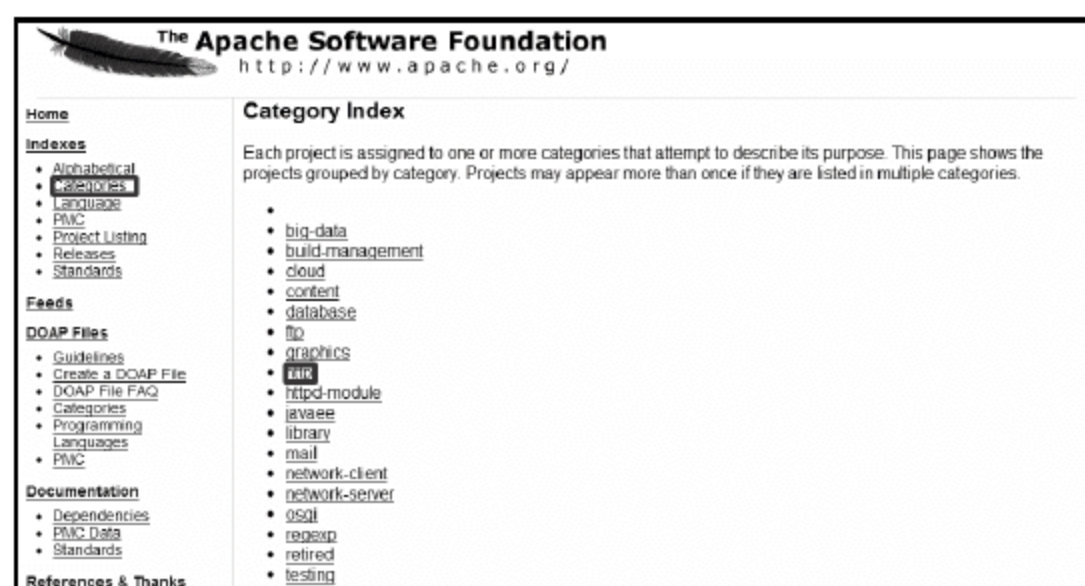 The Apache Software Foundation
http://www.apache.org/
Home
Indexes
Alphabetical
Categories
Language
PMC
Project Listing
Releases
Standards
Feeds
DOAP Files
Guidelines
Create a DOAP File
DOAP File FAQ
Categories
Programming
Languages
PMC
Documentation
Dependencies
PMC Data
Standards
References & Thanks
Category Index
Each project is assigned to one or more categories that attempt to describe its purpose. This page shows the
projects grouped by category. Projects may appear more than once if they are listed in multiple categories.
big-data
build-management
cloud
content
database
ftp
graphics
http
httpd-module
javaee
library
mail
network-client
network-server
osgi
regexp
retired
testing